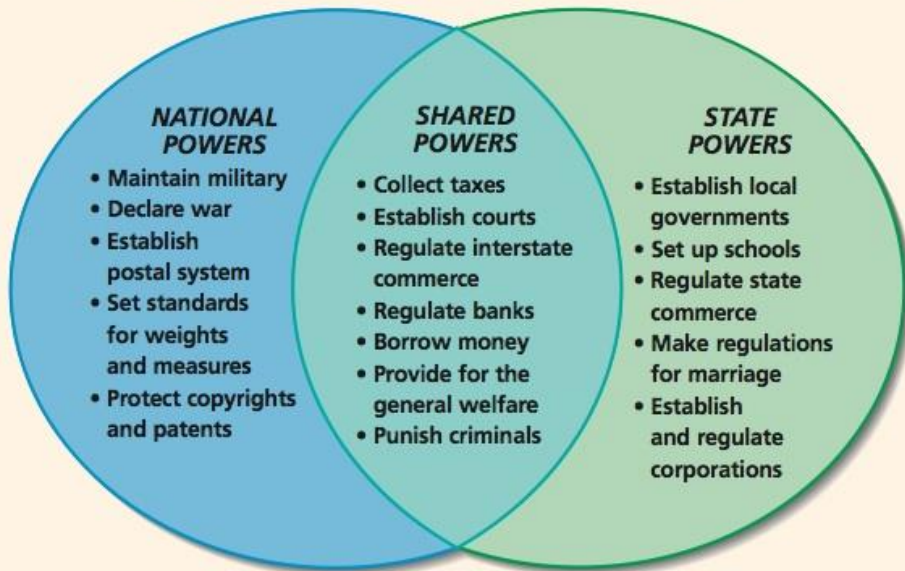 NATIONAL
POWERS
• Maintain military
• Declare war
• Establish
postal system
• Set standards
for weights
and measures
• Protect copyrights
and patents
SHARED
POWERS
• Collect taxes
• Establish courts
• Regulate interstate
commerce
• Regulate banks
• Borrow money
• Provide for the
general welfare
• Punish criminals
STATE
POWERS
• Establish local
governments
• Set up schools
• Regulate state
commerce
• Make regulations
for marriage
• Establish
and regulate
corporations